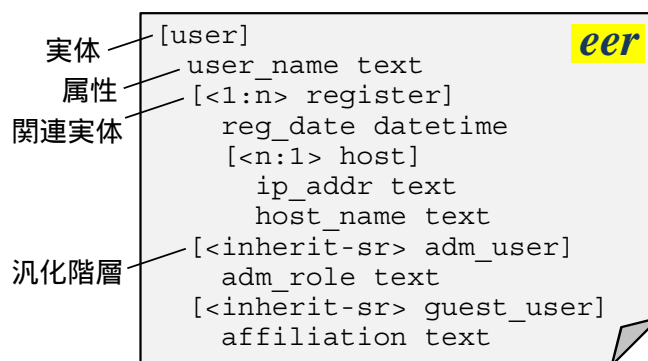 実体
属性
関連実体
汎化階層
[user]
eer
user_name text
[<1:n> register]
reg_date datetime
[<n:1> host]
ip_addr text
host_name text
[<inherit-sr> adm_user]
adm_role text
[<inherit-sr> guest_user]
affiliation text